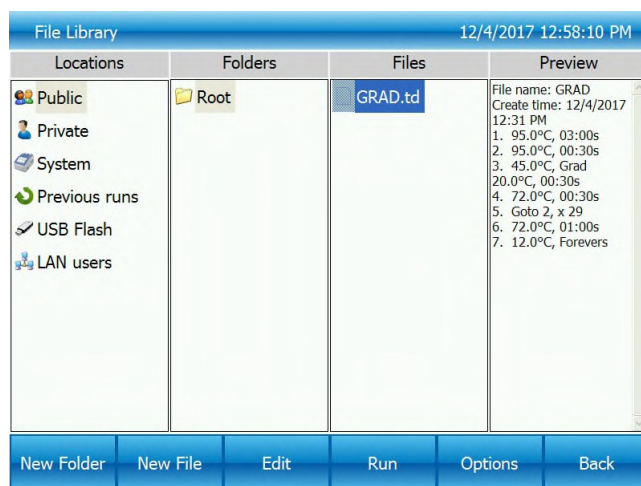 File Library 12/4/2017 12:58:10 PM
Locations Folders Files Preview
Public
Private
System
Previous runs
USB Flash
LAN users
Root
GRAD.td
File name: GRAD
Create time: 12/4/2017
12:31 PM
1. 95.0°C, 03:00s
2. 95.0°C, 00:30s
3. 45.0°C, Grad
20.0°C, 00:30s
4. 72.0°C, 00:30s
5. Goto 2, x 29
6. 72.0°C, 01:00s
7. 12.0°C, Forevers
New Folder New File Edit Run Options Back